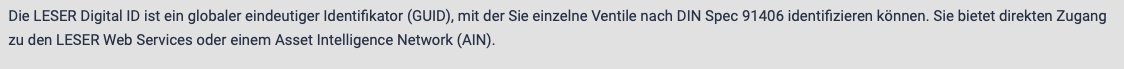 Die LESER Digital ID ist ein globaler eindeutiger Identifikator (GUID), mit der Sie einzelne Ventile nach DIN Spec 91406 identifizieren können. Sie bietet direkten Zugang
zu den LESER Web Services oder einem Asset Intelligence Network (AIN).